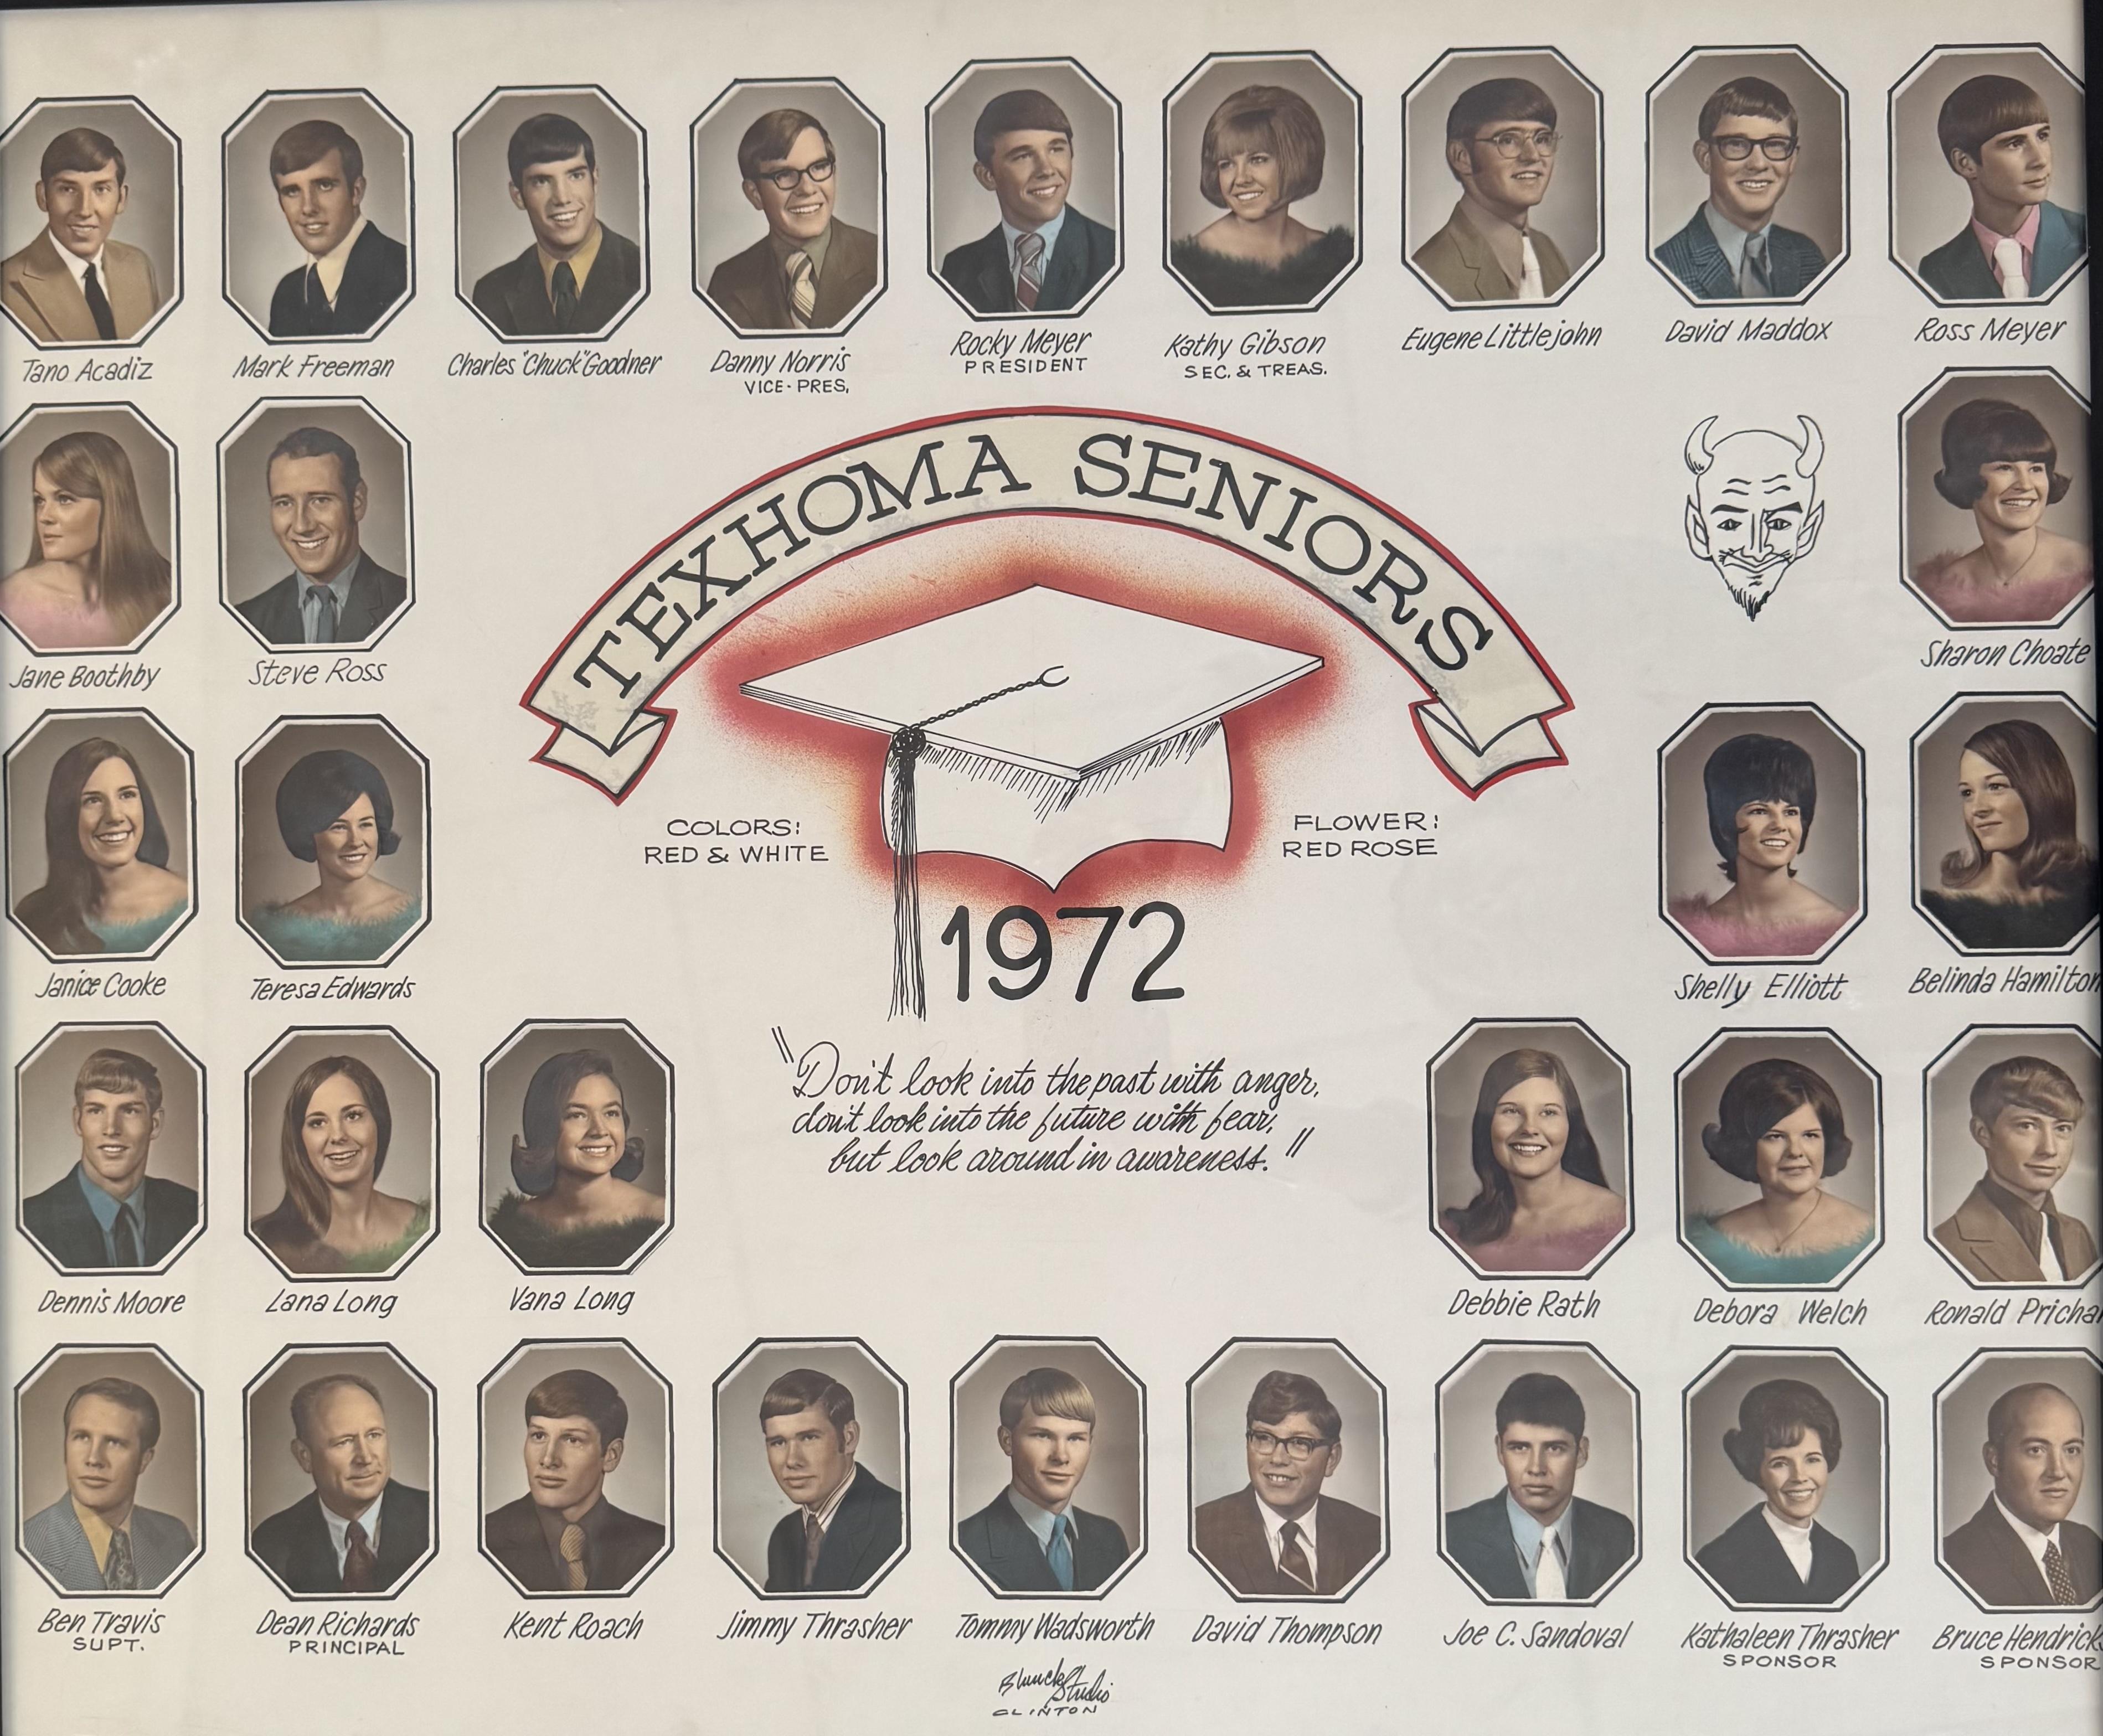 Tano Acadiz
Mark Freeman
Charles "Chuck" Goodner
Danny Norris
VICE-PRES.
Rocky Meyer
PRESIDENT
Kathy Gibson
SEC. & TREAS.
Eugene Littlejohn
David Maddox
Ross Meyer
TEXHOMA SENIORS
Jane Boothby
Steve Ross
Sharon Choate
COLORS:
RED & WHITE
FLOWER:
RED ROSE
1972
Janice Cooke
Teresa Edwards
Shelly Elliott
Belinda Hamilton
"Don't look into the past with anger,
don't look into the future with fear,
but look around in awareness."
Dennis Moore
Lana Long
Vana Long
Debbie Rath
Debora Welch
Ronald Pricha
Ben Travis
SUPT.
Dean Richards
PRINCIPAL
Kent Roach
Jimmy Thrasher
Tommy Wadsworth
David Thompson
Joe C. Sandoval
Kathaleen Thrasher
SPONSOR
Bruce Hendrick
SPONSOR
Studio
CLINTON